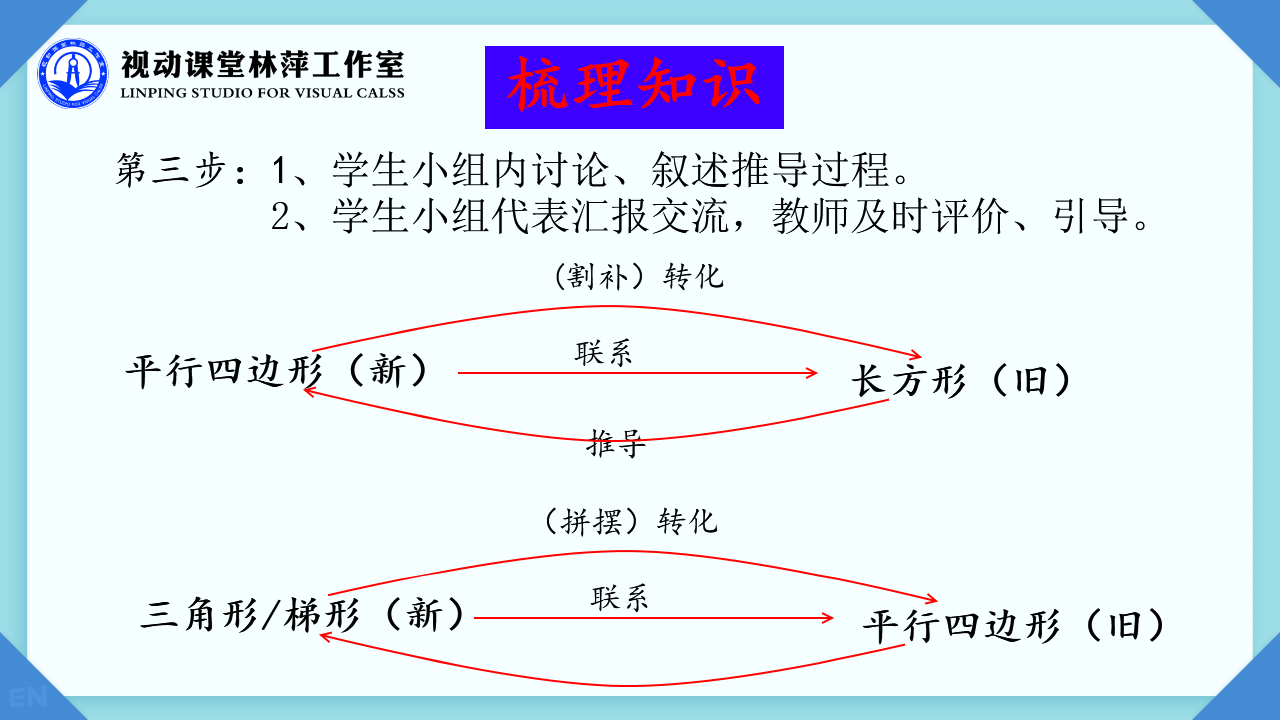 视动课堂林萍工作室
LINPING STUDIO FOR VISUAL CALSS
梳理知识
第三步：1、学生小组内讨论、叙述推导过程。
2、学生小组代表汇报交流，教师及时评价、引导。
(割补）转化
联系
平行四边形（新）
长方形（旧）
推导
（拼摆）转化
联系
三角形/梯形（新）
平行四边形（旧）
EN